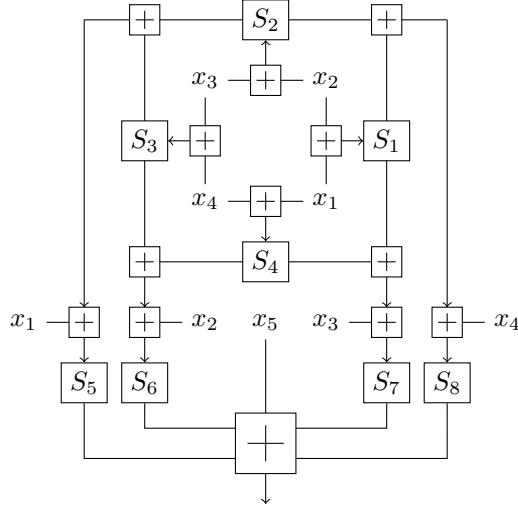 + S₂ +
x₃ + x₂
S₃ + + S₁
x₄ + x₁
+ S₄ +
x₁ + + x₂ x₅ x₃ + + x₄
S₅ S₆ S₇ S₈
+